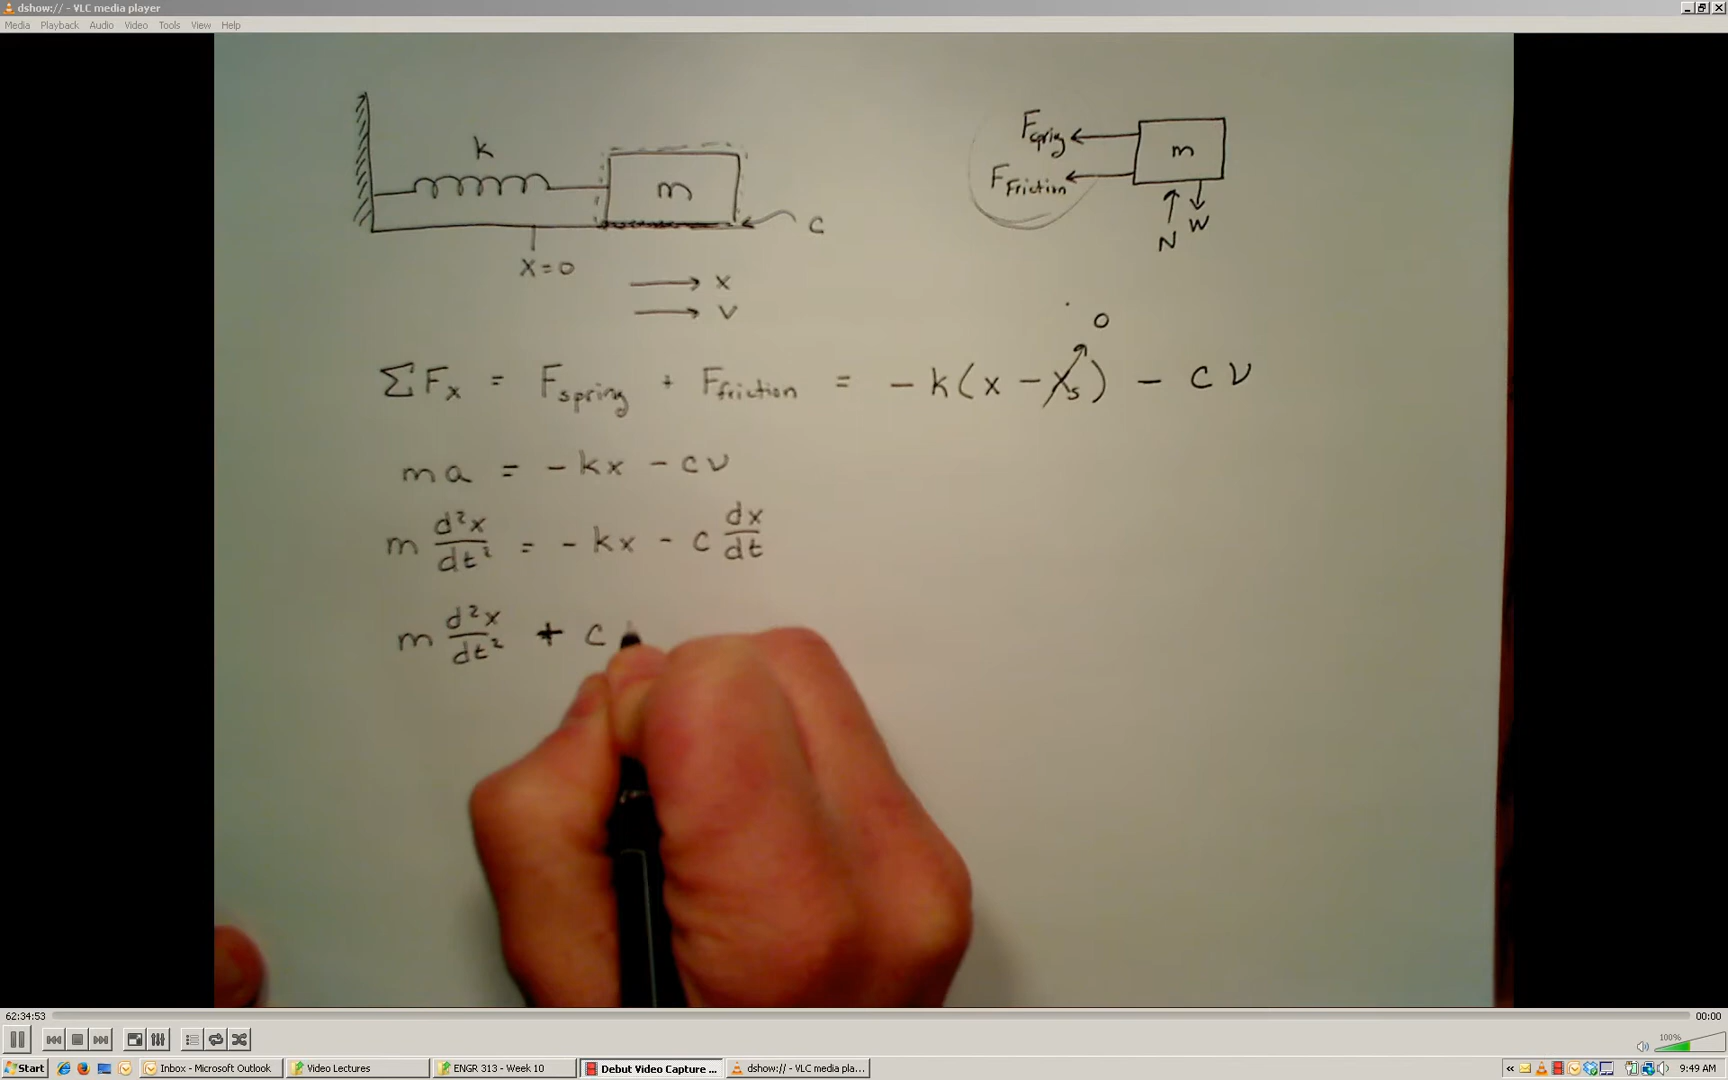 dshow:// - VLC media player
Media Playback Audio Video Tools View Help
k
m
c
x=0
x
v
Fspring
FFriction
m
N
W
0
ΣFx = Fspring + Ffriction = -k(x - xs) - cv
ma = -kx - cv
m d²x/dt² = -kx - c dx/dt
m d²x/dt² + c
62:34:53
00:00
100%
Start
Inbox - Microsoft Outlook
Video Lectures
ENGR 313 - Week 10
Debut Video Capture ...
dshow:// - VLC media pla...
9:49 AM